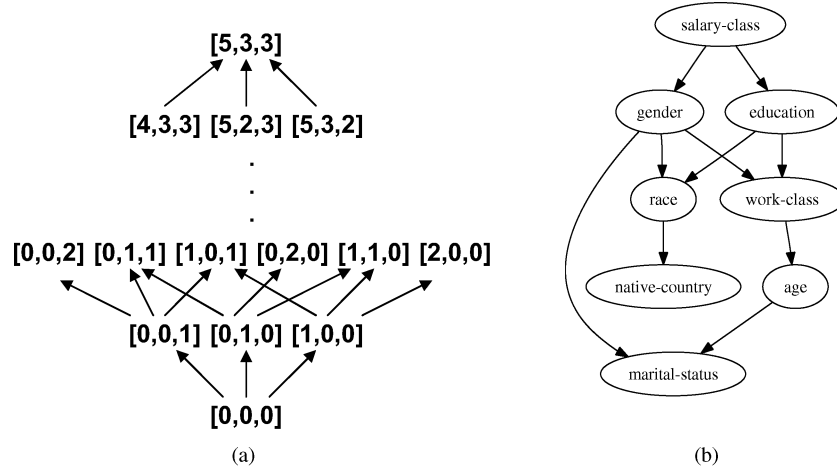 [5,3,3]
[4,3,3] [5,2,3] [5,3,2]
.
.
.
[0,0,2] [0,1,1] [1,0,1] [0,2,0] [1,1,0] [2,0,0]
[0,0,1] [0,1,0] [1,0,0]
[0,0,0]
(a)
salary-class
gender education
race work-class
native-country age
marital-status
(b)